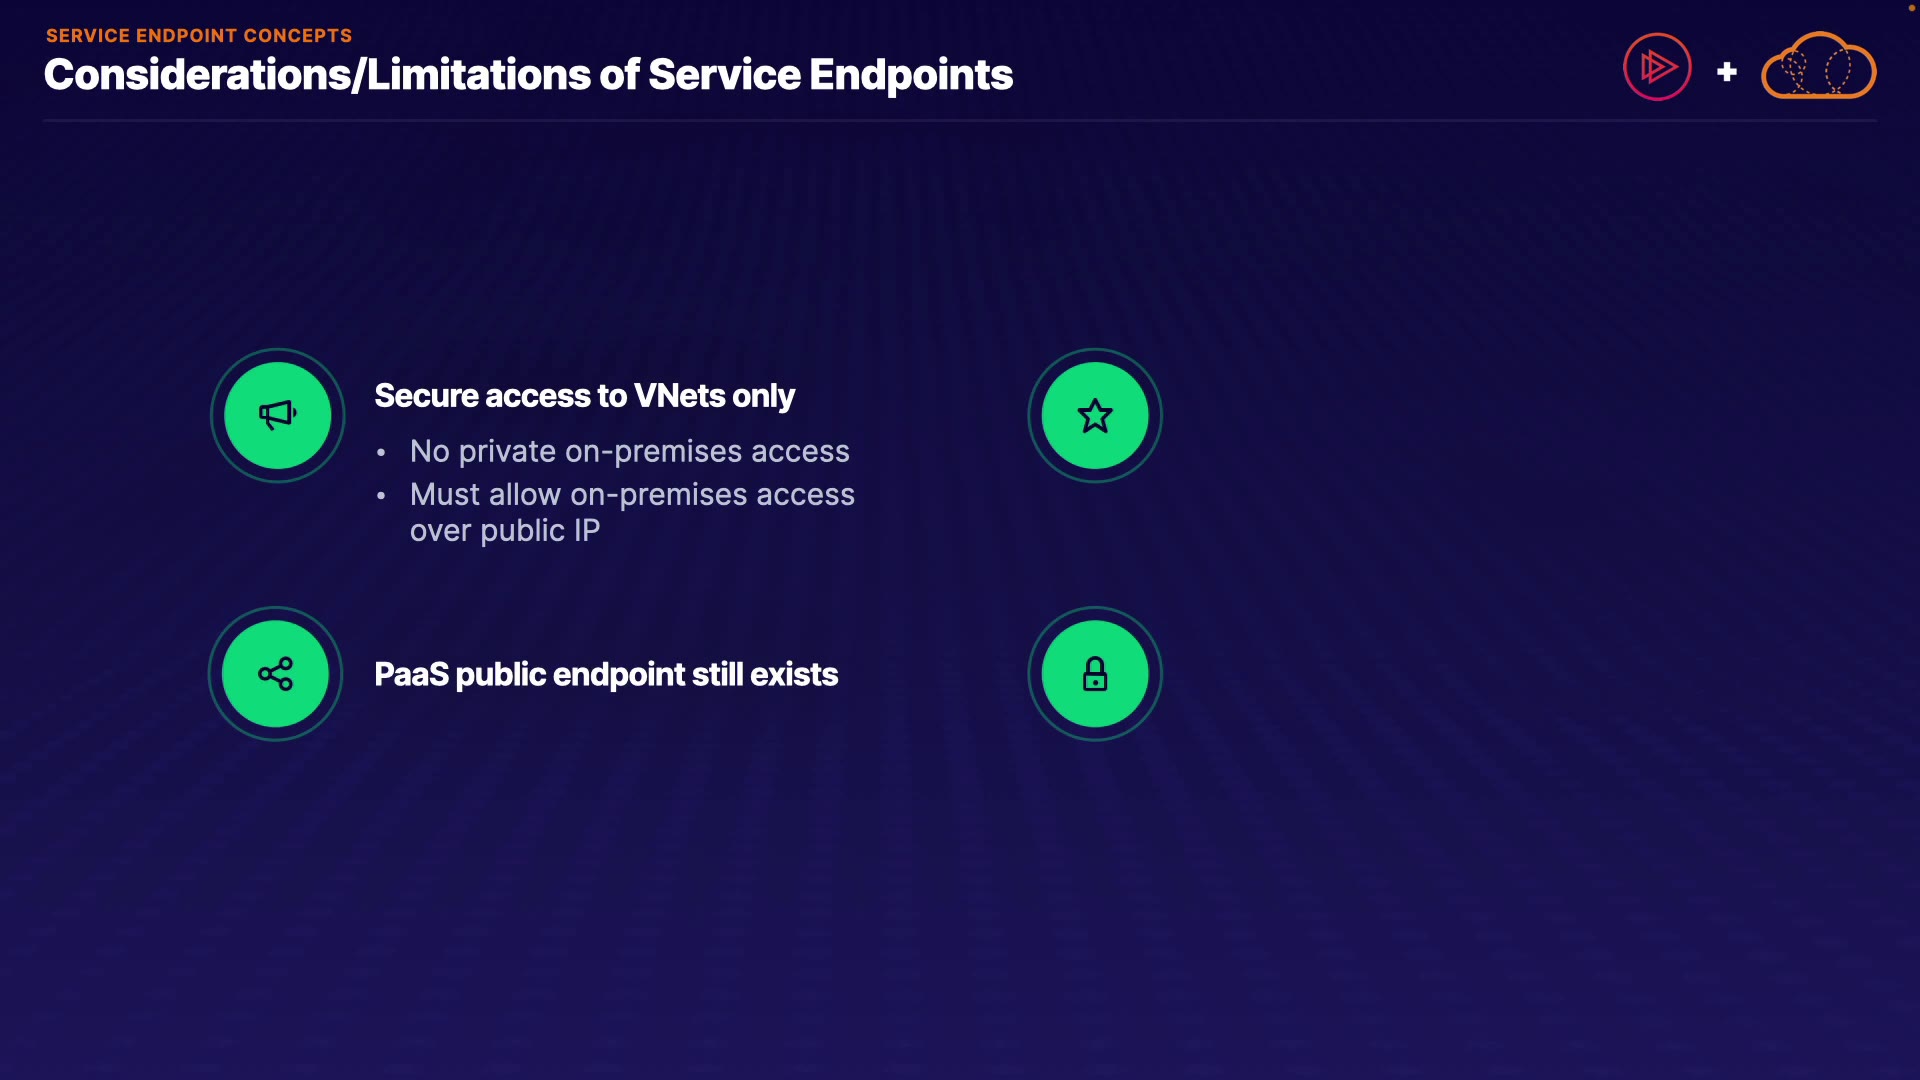 SERVICE ENDPOINT CONCEPTS
Considerations/Limitations of Service Endpoints
Secure access to VNets only
• No private on-premises access
• Must allow on-premises access
over public IP
PaaS public endpoint still exists